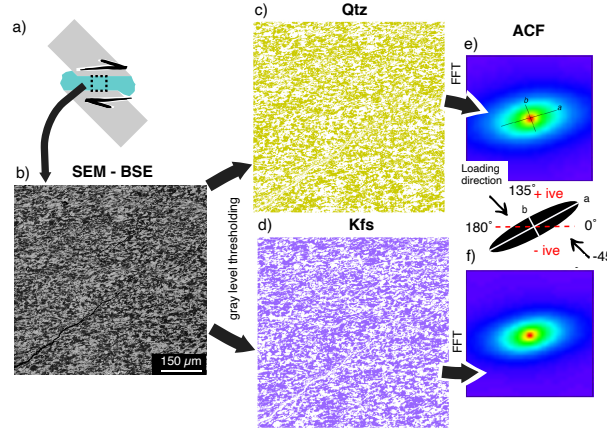 a)
b)
SEM - BSE
150 µm
gray level thresholding
c)
Qtz
d)
Kfs
FFT
FFT
ACF
e)
b
a
Loading
direction
135°
+ ive
b
a
180°
0°
- ive
-45
f)